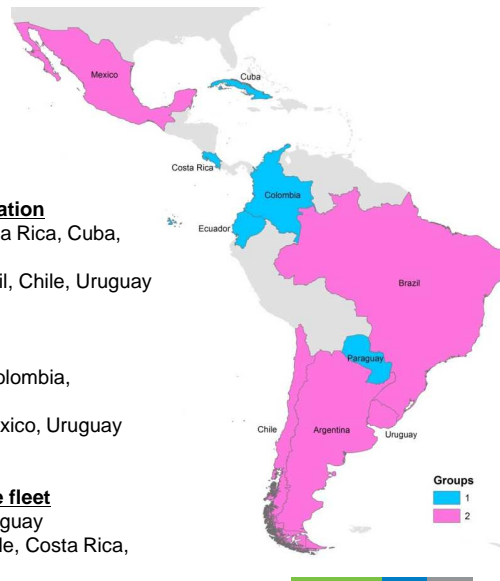 Mexico
Cuba
Costa Rica
Colombia
Ecuador
Brazil
Paraguay
Chile
Argentina
Uruguay
Groups
1
2
ation
a Rica, Cuba,
il, Chile, Uruguay
olombia,
xico, Uruguay
e fleet
guay
le, Costa Rica,